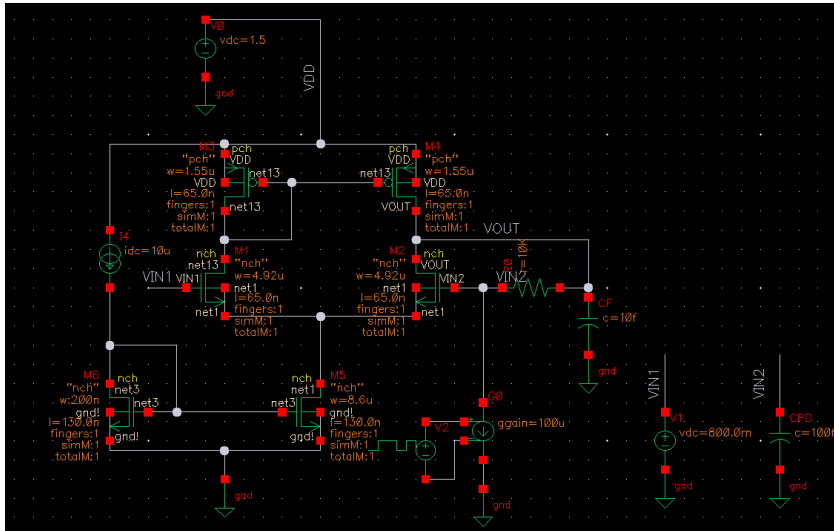 V0
vdc=1.5
VDD
gnd
M3
pch
VDD
"pch"
w=1.55u
VDD
l=65.0n
fingers:1
simM:1
totalM:1
net13
net13
M4
pch
VDD
"pch"
w=1.55u
net13
VDD
l=65.0n
fingers:1
simM:1
totalM:1
VOUT
VOUT
I4
idc=10u
VIN1
M1
nch
net13
"nch"
w=4.92u
VIN1
net1
l=65.0n
fingers:1
net1
simM:1
totalM:1
M2
nch
VOUT
"nch"
w=4.92u
VIN2
net1
l=65.0n
fingers:1
net1
simM:1
totalM:1
VIN2
R0
r=10K
CF
c=10f
gnd
M6
nch
net3
"nch"
w:200n
gnd!
net3
l=130.0n
fingers:1
gnd!
simM:1
totalM:1
M5
nch
net1
"nch"
w=8.6u
net3
gnd!
l=130.0n
fingers:1
gnd!
simM:1
totalM:1
gnd
V2
G0
ggain=100u
gnd
VIN1
V1
vdc=800.0m
gnd
VIN2
CPD
c=100f
gnd